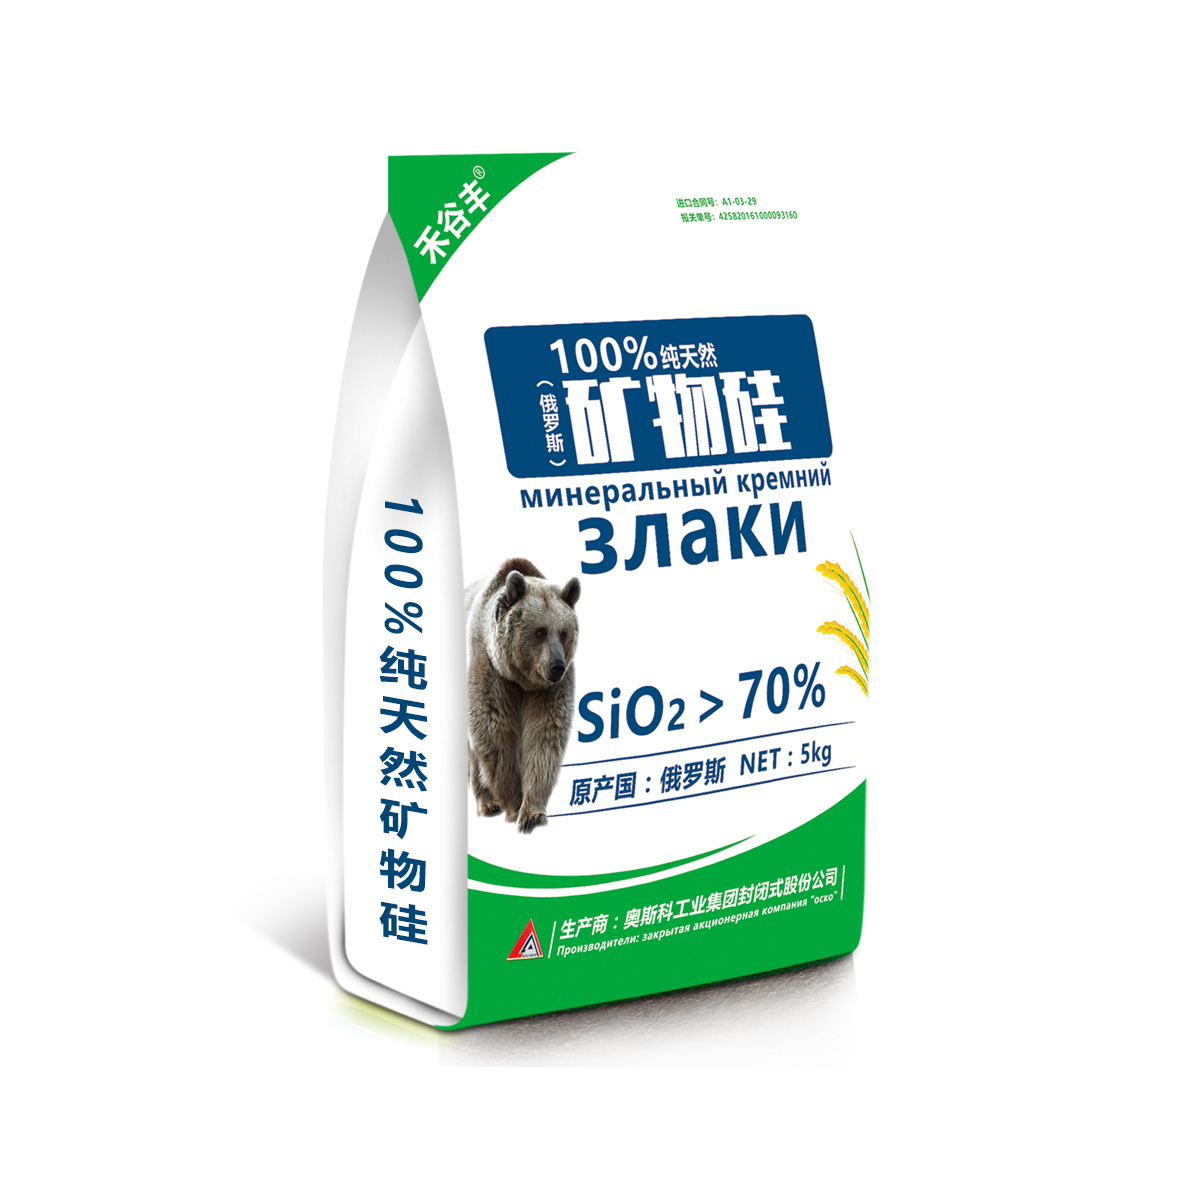 禾谷丰®
进口合同号：A1-03-29
报关单号：425820161000093160
100%纯天然
（俄罗斯）
矿物硅
минеральный кремний
злаки
SiO2 > 70%
原产国：俄罗斯 NET：5kg
生产商：奥斯科工业集团封闭式股份公司
Производители: закрытая акционерная компания "оско"
100%纯天然矿物硅